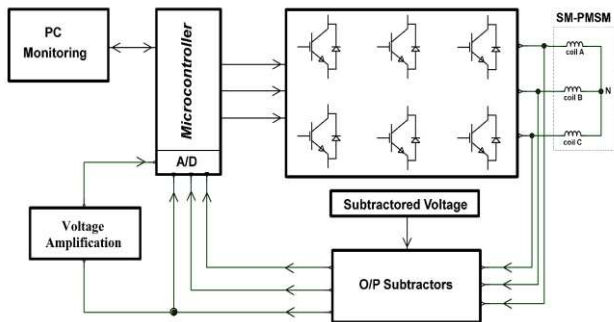 PC
Monitoring
Microcontroller
A/D
SM-PMSM
coil A
N
coil B
coil C
Voltage
Amplification
Subtractored Voltage
O/P Subtractors